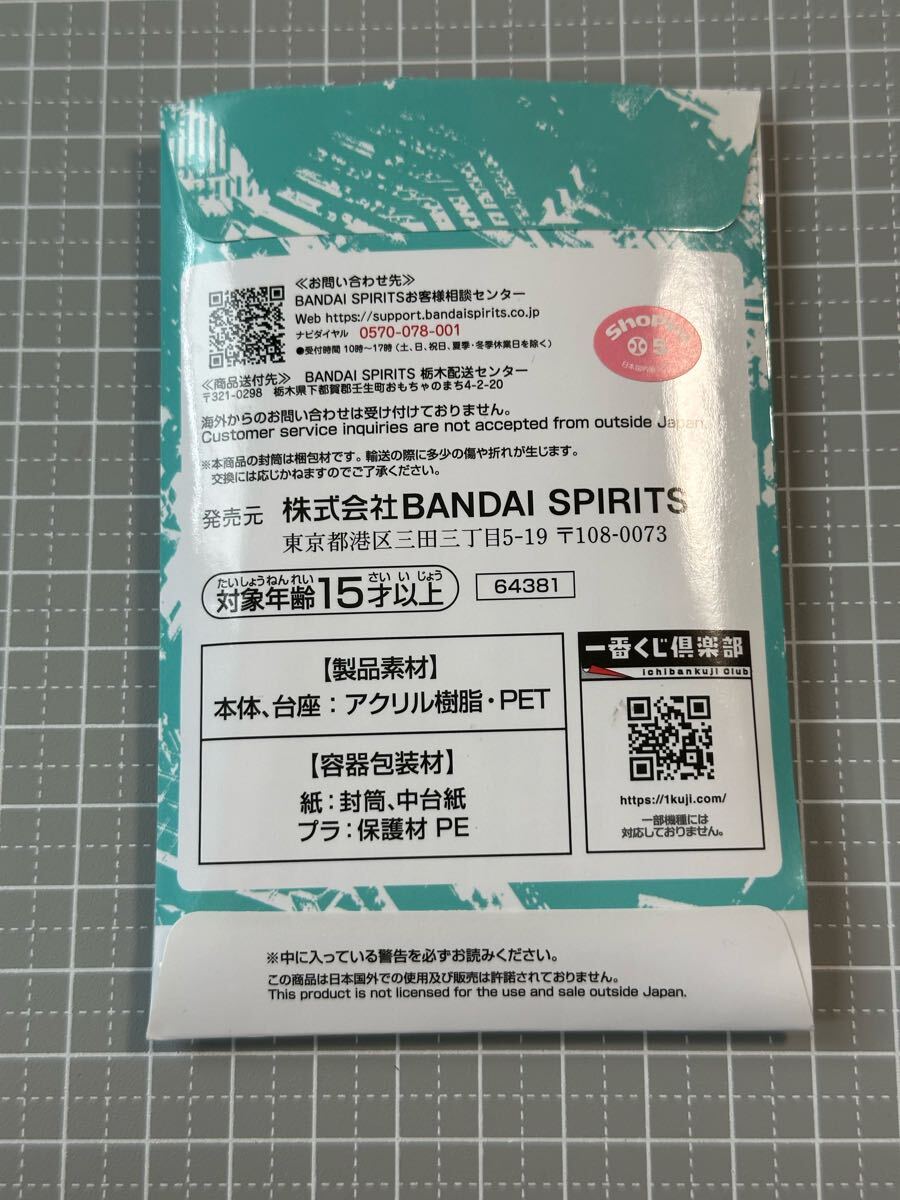 ≪お問い合わせ先≫
BANDAI SPIRITSお客様相談センター
Web https://support.bandaispirits.co.jp
ナビダイヤル 0570-078-001
●受付時間 10時〜17時(土、日、祝日、夏季・冬季休業日を除く)
≪商品送付先≫ BANDAI SPIRITS 栃木配送センター
〒321-0298 栃木県下都賀郡壬生町おもちゃのまち4-2-20
海外からのお問い合わせは受け付けておりません。
Customer service inquiries are not accepted from outside Japan.
※本商品の封筒は梱包材です。輸送の際に多少の傷や折れが生じます。
交換には応じかねますのでご了承ください。
発売元 株式会社BANDAI SPIRITS
東京都港区三田三丁目5-19 〒108-0073
たいしょうねんれい さい いじょう
対象年齢15才以上
64381
【製品素材】
本体、台座:アクリル樹脂・PET
【容器包装材】
紙:封筒、中台紙
プラ:保護材 PE
一番くじ倶楽部
ichibankuji Club
https://1kuji.com/
一部機種には
対応しておりません。
※中に入っている警告を必ずお読みください。
この商品は日本国外での使用及び販売は許諾されておりません。
This product is not licensed for the use and sale outside Japan.